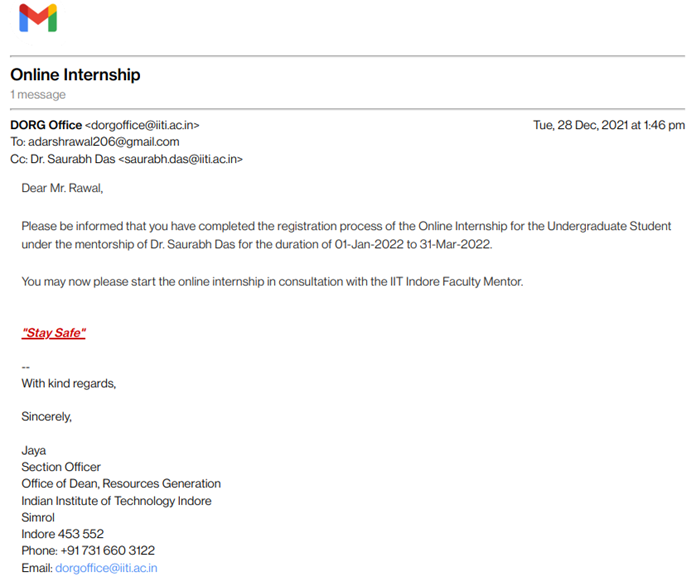 Online Internship
1 message
DORG Office <dorgoffice@iiti.ac.in> Tue, 28 Dec, 2021 at 1:46 pm
To: adarshrawal206@gmail.com
Cc: Dr. Saurabh Das <saurabh.das@iiti.ac.in>
Dear Mr. Rawal,
Please be informed that you have completed the registration process of the Online Internship for the Undergraduate Student
under the mentorship of Dr. Saurabh Das for the duration of 01-Jan-2022 to 31-Mar-2022.
You may now please start the online internship in consultation with the IIT Indore Faculty Mentor.
"Stay Safe"
--
With kind regards,
Sincerely,
Jaya
Section Officer
Office of Dean, Resources Generation
Indian Institute of Technology Indore
Simrol
Indore 453 552
Phone: +91 731 660 3122
Email: dorgoffice@iiti.ac.in